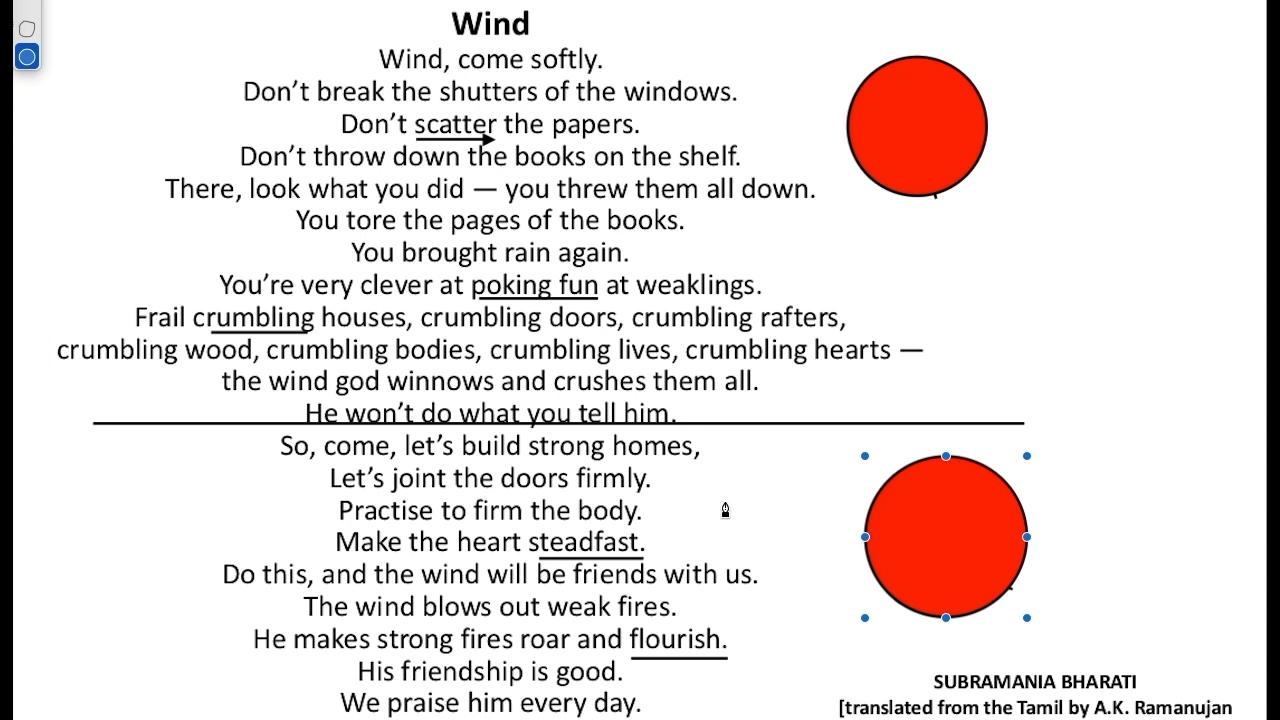 Wind
Wind, come softly.
Don’t break the shutters of the windows.
Don’t scatter the papers.
Don’t throw down the books on the shelf.
There, look what you did — you threw them all down.
You tore the pages of the books.
You brought rain again.
You’re very clever at poking fun at weaklings.
Frail crumbling houses, crumbling doors, crumbling rafters,
crumbling wood, crumbling bodies, crumbling lives, crumbling hearts —
the wind god winnows and crushes them all.
He won’t do what you tell him.
So, come, let’s build strong homes,
Let’s joint the doors firmly.
Practise to firm the body.
Make the heart steadfast.
Do this, and the wind will be friends with us.
The wind blows out weak fires.
He makes strong fires roar and flourish.
His friendship is good.
We praise him every day.
SUBRAMANIA BHARATI
[translated from the Tamil by A.K. Ramanujan